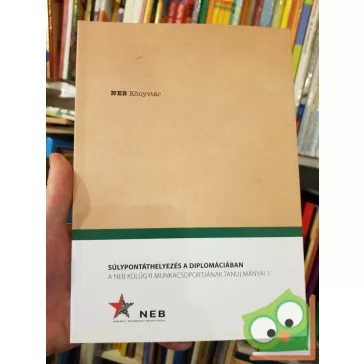 NEB Könyvtár
SÚLYPONTÁTHELYEZÉS A DIPLOMÁCIÁBAN
A NEB KÜLÜGYI MUNKACSOPORTJÁNAK TANULMÁNYAI 1.
NEB